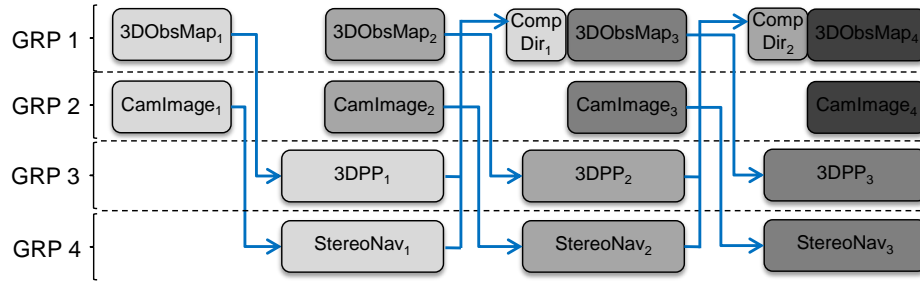 GRP 1
3DObsMap₁
3DObsMap₂
Comp
Dir₁
3DObsMap₃
Comp
Dir₂
3DObsMap₄
GRP 2
CamImage₁
CamImage₂
CamImage₃
CamImage₄
GRP 3
3DPP₁
3DPP₂
3DPP₃
GRP 4
StereoNav₁
StereoNav₂
StereoNav₃